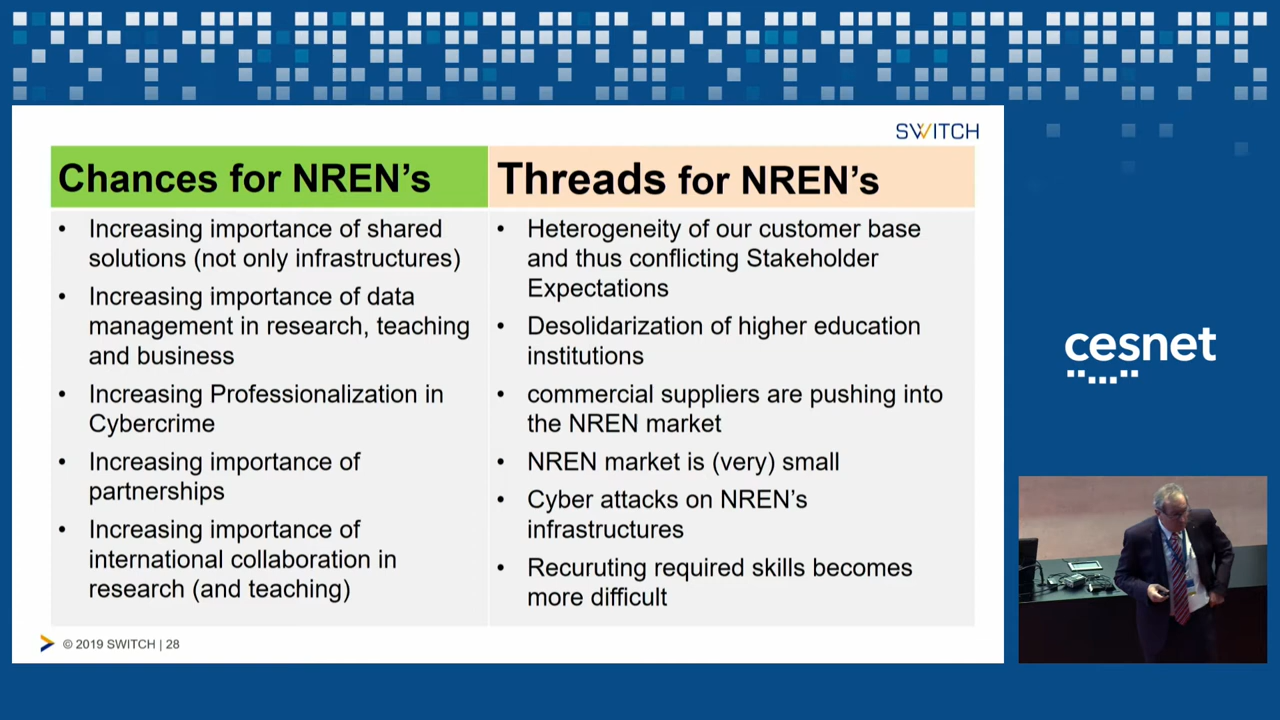 SWITCH
Chances for NREN's
• Increasing importance of shared
solutions (not only infrastructures)
• Increasing importance of data
management in research, teaching
and business
• Increasing Professionalization in
Cybercrime
• Increasing importance of
partnerships
• Increasing importance of
international collaboration in
research (and teaching)
Threads for NREN's
• Heterogeneity of our customer base
and thus conflicting Stakeholder
Expectations
• Desolidarization of higher education
institutions
• commercial suppliers are pushing into
the NREN market
• NREN market is (very) small
• Cyber attacks on NREN's
infrastructures
• Recuruting required skills becomes
more difficult
© 2019 SWITCH | 28
cesnet